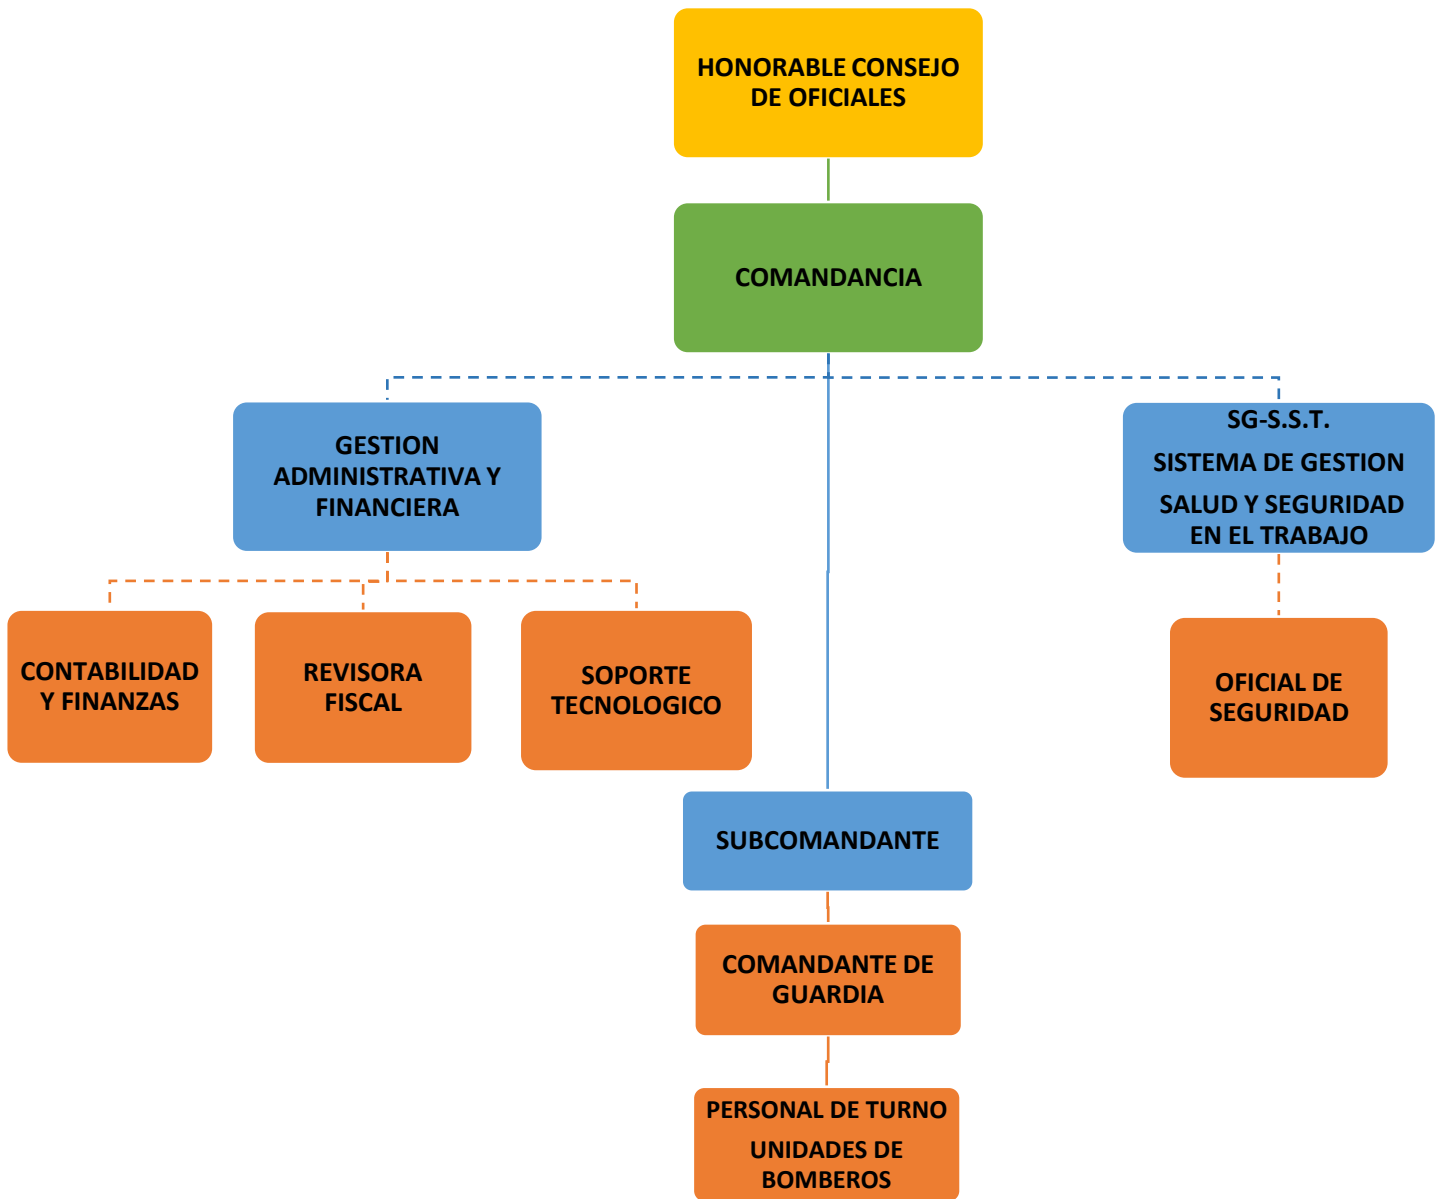 HONORABLE CONSEJO
DE OFICIALES
COMANDANCIA
GESTION
ADMINISTRATIVA Y
FINANCIERA
SG-S.S.T.
SISTEMA DE GESTION
SALUD Y SEGURIDAD
EN EL TRABAJO
CONTABILIDAD
Y FINANZAS
REVISORA
FISCAL
SOPORTE
TECNOLOGICO
OFICIAL DE
SEGURIDAD
SUBCOMANDANTE
COMANDANTE DE
GUARDIA
PERSONAL DE TURNO
UNIDADES DE
BOMBEROS